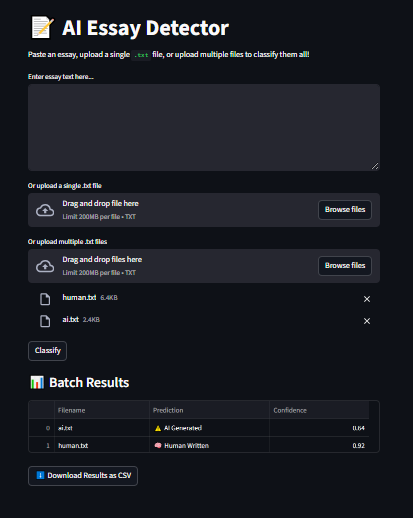 📝 AI Essay Detector
Paste an essay, upload a single .txt file, or upload multiple files to classify them all!
Enter essay text here...
Or upload a single .txt file
Drag and drop file here
Limit 200MB per file • TXT
Browse files
Or upload multiple .txt files
Drag and drop files here
Limit 200MB per file • TXT
Browse files
human.txt 6.4KB
ai.txt 2.4KB
Classify
📊 Batch Results
Filename Prediction Confidence
0 ai.txt ⚠️ AI Generated 0.64
1 human.txt 🧠 Human Written 0.92
ℹ️ Download Results as CSV